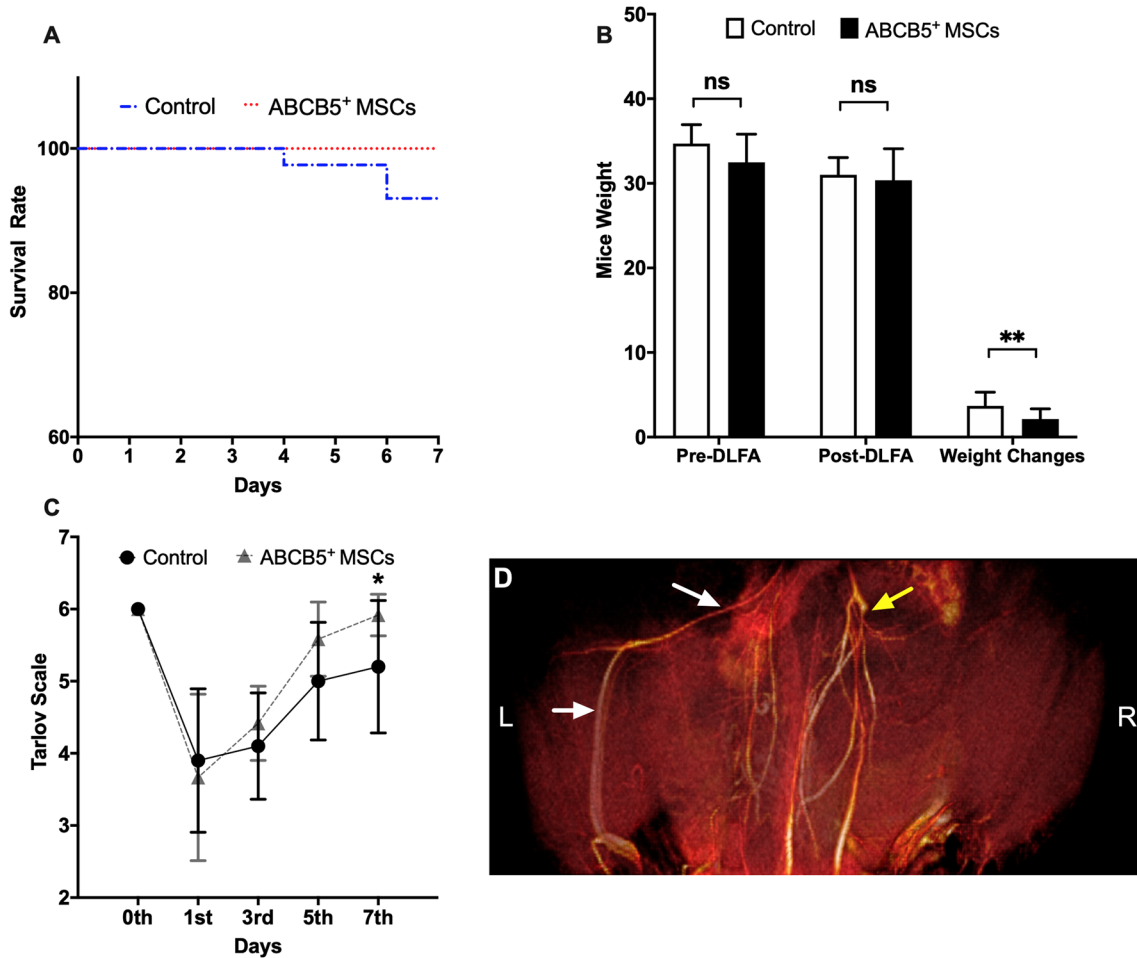 A
Control
ABCB5+ MSCs
Survival Rate
100
80
60
0 1 2 3 4 5 6 7
Days
B
Control
ABCB5+ MSCs
Mice Weight
50
40
30
20
10
0
ns
ns
**
Pre-DLFA
Post-DLFA
Weight Changes
C
Control
ABCB5+ MSCs
Tarlov Scale
7
6
5
4
3
2
*
0th 1st 3rd 5th 7th
Days
D
L
R